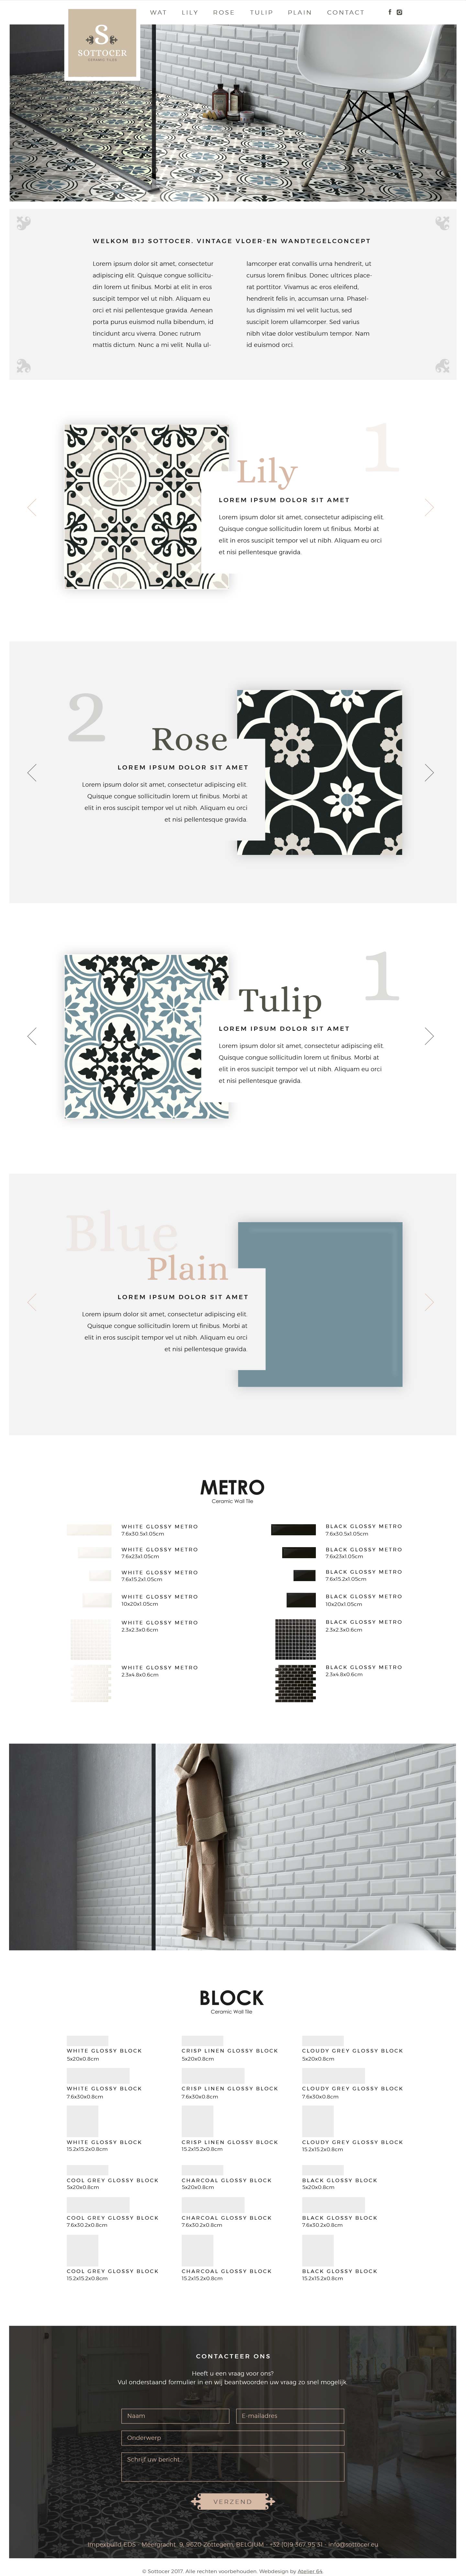 WAT LILY ROSE TULIP PLAIN CONTACT
S
SOTTOCER
CERAMIC TILES
WELKOM BIJ SOTTOCER. VINTAGE VLOER-EN WANDTEGELCONCEPT
Lorem ipsum dolor sit amet, consectetur
adipiscing elit. Quisque congue sollicitu-
din lorem ut finibus. Morbi at elit in eros
suscipit tempor vel ut nibh. Aliquam eu
orci et nisi pellentesque gravida. Aenean
porta purus euismod nulla bibendum, id
tincidunt arcu viverra. Donec rutrum
mattis dictum. Nunc a mi velit. Nulla ul-
lamcorper erat convallis urna hendrerit, ut
cursus lorem finibus. Donec ultrices place-
rat porttitor. Vivamus ac eros eleifend,
hendrerit felis in, accumsan urna. Phasel-
lus dignissim mi vel velit luctus, sed
suscipit lorem ullamcorper. Sed varius
nibh vitae dolor vestibulum tempor. Nam
id euismod orci.
1
Lily
LOREM IPSUM DOLOR SIT AMET
Lorem ipsum dolor sit amet, consectetur adipiscing elit.
Quisque congue sollicitudin lorem ut finibus. Morbi at
elit in eros suscipit tempor vel ut nibh. Aliquam eu orci
et nisi pellentesque gravida.
2
Rose
LOREM IPSUM DOLOR SIT AMET
Lorem ipsum dolor sit amet, consectetur adipiscing elit.
Quisque congue sollicitudin lorem ut finibus. Morbi at
elit in eros suscipit tempor vel ut nibh. Aliquam eu orci
et nisi pellentesque gravida.
1
Tulip
LOREM IPSUM DOLOR SIT AMET
Lorem ipsum dolor sit amet, consectetur adipiscing elit.
Quisque congue sollicitudin lorem ut finibus. Morbi at
elit in eros suscipit tempor vel ut nibh. Aliquam eu orci
et nisi pellentesque gravida.
Blue
Plain
LOREM IPSUM DOLOR SIT AMET
Lorem ipsum dolor sit amet, consectetur adipiscing elit.
Quisque congue sollicitudin lorem ut finibus. Morbi at
elit in eros suscipit tempor vel ut nibh. Aliquam eu orci
et nisi pellentesque gravida.
METRO
Ceramic Wall Tile
WHITE GLOSSY METRO
7.6x30.5x1.05cm
WHITE GLOSSY METRO
7.6x23x1.05cm
WHITE GLOSSY METRO
7.6x15.2x1.05cm
WHITE GLOSSY METRO
10x20x1.05cm
WHITE GLOSSY METRO
2.3x2.3x0.6cm
WHITE GLOSSY METRO
2.3x4.8x0.6cm
BLACK GLOSSY METRO
7.6x30.5x1.05cm
BLACK GLOSSY METRO
7.6x23x1.05cm
BLACK GLOSSY METRO
7.6x15.2x1.05cm
BLACK GLOSSY METRO
10x20x1.05cm
BLACK GLOSSY METRO
2.3x2.3x0.6cm
BLACK GLOSSY METRO
2.3x4.8x0.6cm
BLOCK
Ceramic Wall Tile
WHITE GLOSSY BLOCK
5x20x0.8cm
CRISP LINEN GLOSSY BLOCK
5x20x0.8cm
CLOUDY GREY GLOSSY BLOCK
5x20x0.8cm
WHITE GLOSSY BLOCK
7.6x30x0.8cm
CRISP LINEN GLOSSY BLOCK
7.6x30x0.8cm
CLOUDY GREY GLOSSY BLOCK
7.6x30x0.8cm
WHITE GLOSSY BLOCK
15.2x15.2x0.8cm
CRISP LINEN GLOSSY BLOCK
15.2x15.2x0.8cm
CLOUDY GREY GLOSSY BLOCK
15.2x15.2x0.8cm
COOL GREY GLOSSY BLOCK
5x20x0.8cm
CHARCOAL GLOSSY BLOCK
5x20x0.8cm
BLACK GLOSSY BLOCK
5x20x0.8cm
COOL GREY GLOSSY BLOCK
7.6x30.2x0.8cm
CHARCOAL GLOSSY BLOCK
7.6x30.2x0.8cm
BLACK GLOSSY BLOCK
7.6x30.2x0.8cm
COOL GREY GLOSSY BLOCK
15.2x15.2x0.8cm
CHARCOAL GLOSSY BLOCK
15.2x15.2x0.8cm
BLACK GLOSSY BLOCK
15.2x15.2x0.8cm
CONTACTEER ONS
Heeft u een vraag voor ons?
Vul onderstaand formulier in en wij beantwoorden uw vraag zo snel mogelijk
Naam
E-mailadres
Onderwerp
Schrijf uw bericht..
VERZEND
Impexbuild EDS - Meelgracht, 9, 9620 Zottegem, BELGIUM - +32 (0)9 367 95 51 - info@sottocer.eu
© Sottocer 2017. Alle rechten voorbehouden. Webdesign by Atelier 64